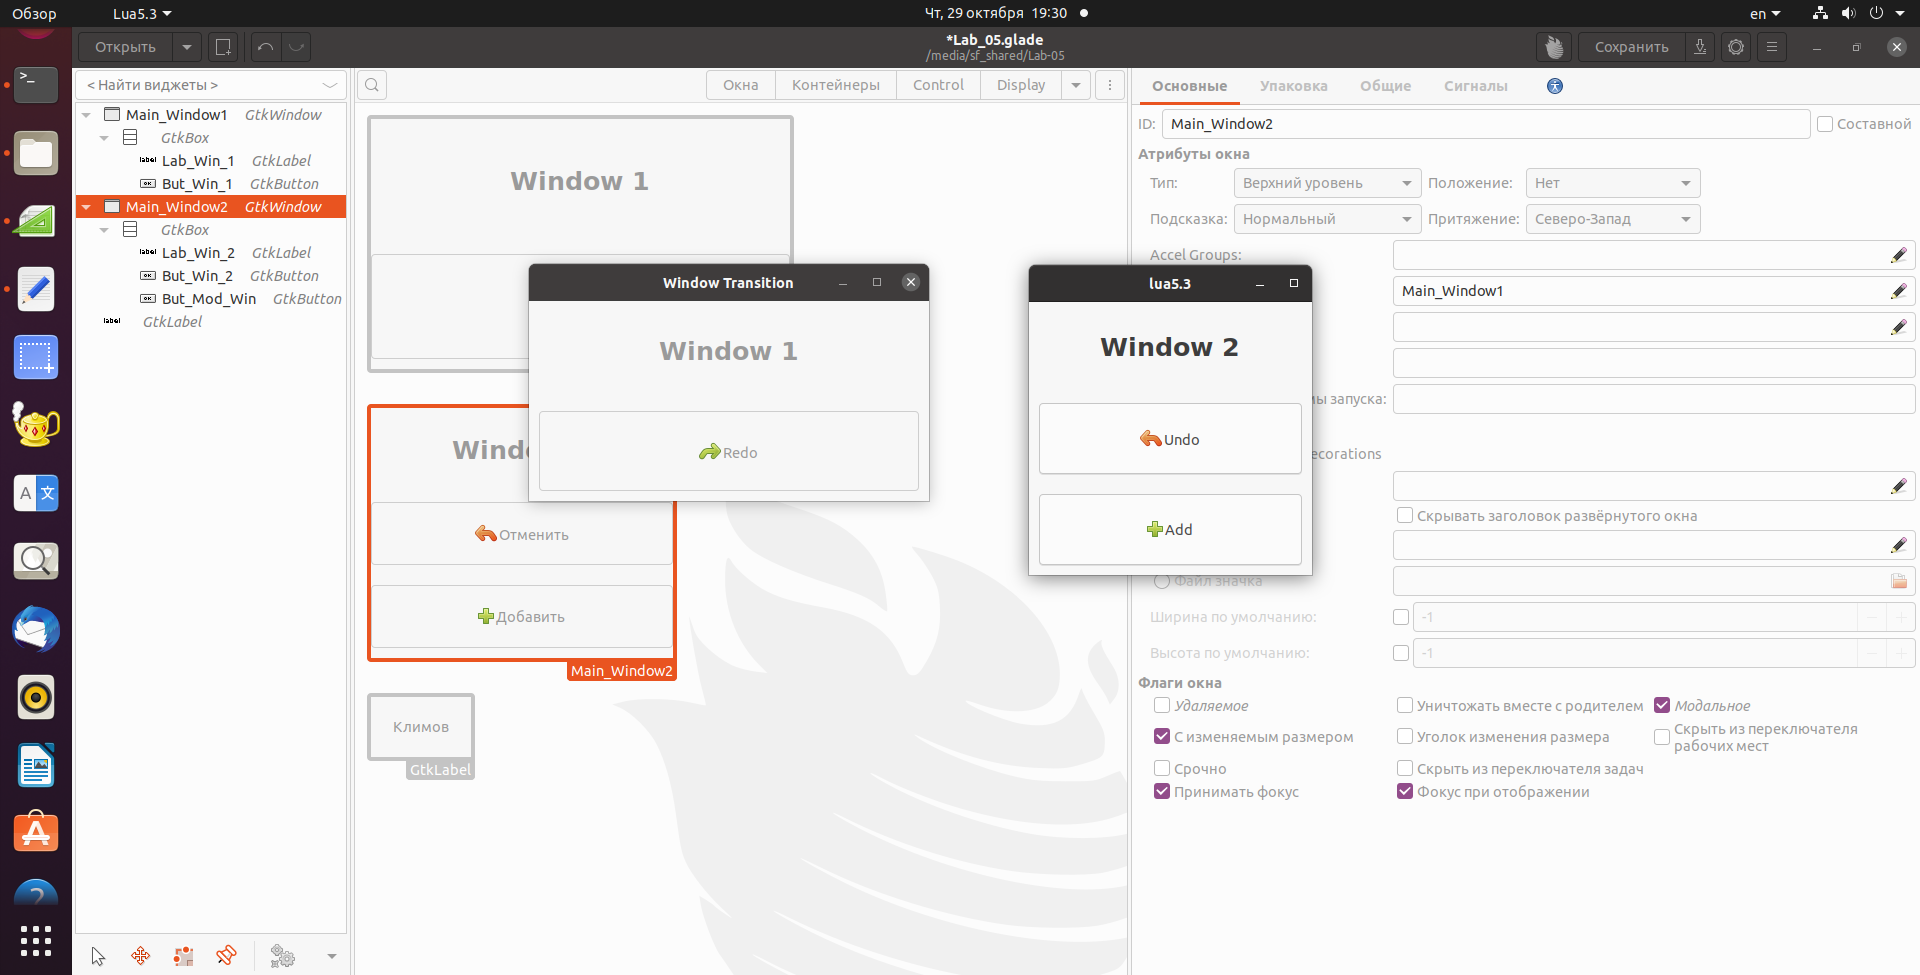 Обзор
Lua5.3
Чт, 29 октября 19:30
en
Открыть
*Lab_05.glade
/media/sf_shared/Lab-05
Сохранить
< Найти виджеты >
Main_Window1 GtkWindow
GtkBox
label Lab_Win_1 GtkLabel
OK But_Win_1 GtkButton
Main_Window2 GtkWindow
GtkBox
label Lab_Win_2 GtkLabel
OK But_Win_2 GtkButton
OK But_Mod_Win GtkButton
label GtkLabel
Окна Контейнеры Control Display
Window 1
Window Transition
Window 1
Redo
lua5.3
Window 2
Undo
Add
Отменить
Добавить
Main_Window2
Климов
GtkLabel
Основные Упаковка Общие Сигналы
ID: Main_Window2 Составной
Атрибуты окна
Тип: Верхний уровень Положение: Нет
Подсказка: Нормальный Притяжение: Северо-Запад
Accel Groups:
Main_Window1
запуска:
ecorations
Скрывать заголовок развёрнутого окна
Файл значка
Ширина по умолчанию: -1
Высота по умолчанию: -1
Флаги окна
Удаляемое Уничтожать вместе с родителем Модальное
С изменяемым размером Уголок изменения размера Скрыть из переключателя рабочих мест
Срочно Скрыть из переключателя задач
Принимать фокус Фокус при отображении